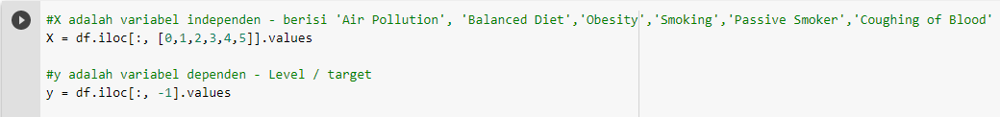 #X adalah variabel independen - berisi 'Air Pollution', 'Balanced Diet','Obesity','Smoking','Passive Smoker','Coughing of Blood'
X = df.iloc[:, [0,1,2,3,4,5]].values
#y adalah variabel dependen - Level / target
y = df.iloc[:, -1].values